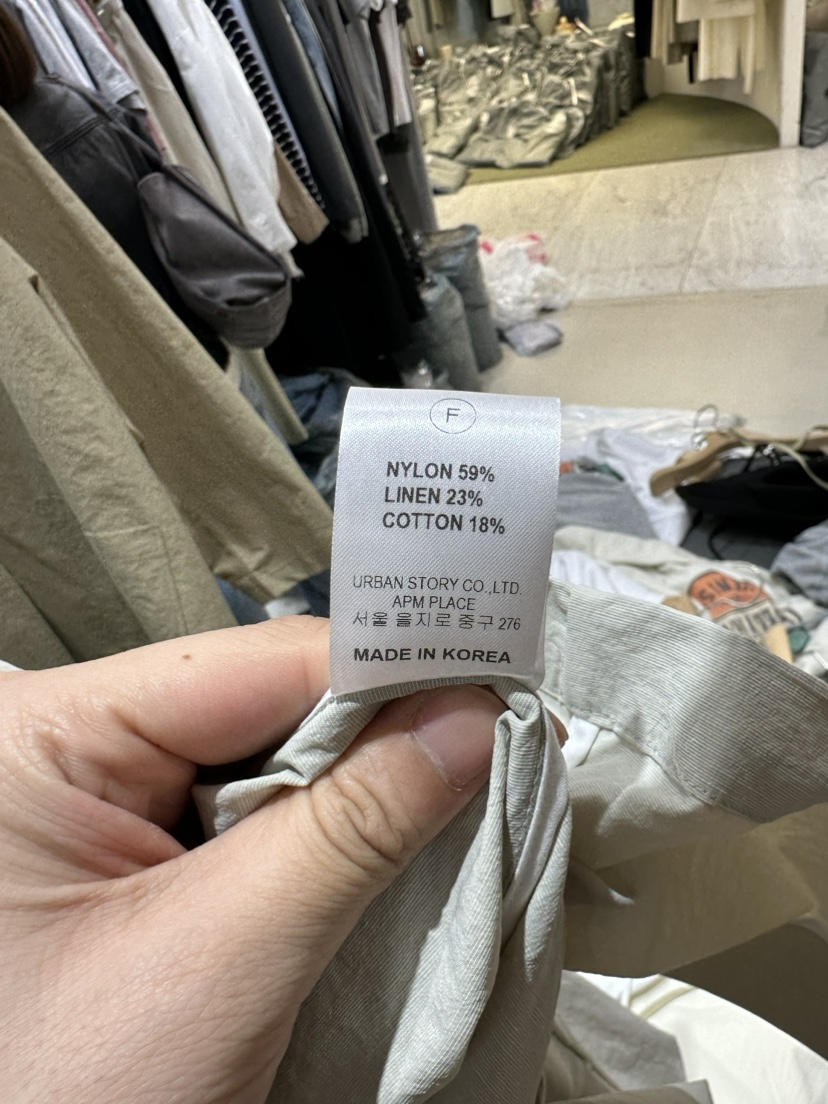 F
NYLON 59%
LINEN 23%
COTTON 18%
URBAN STORY CO.,LTD.
APM PLACE
서울 을지로 중구 276
MADE IN KOREA